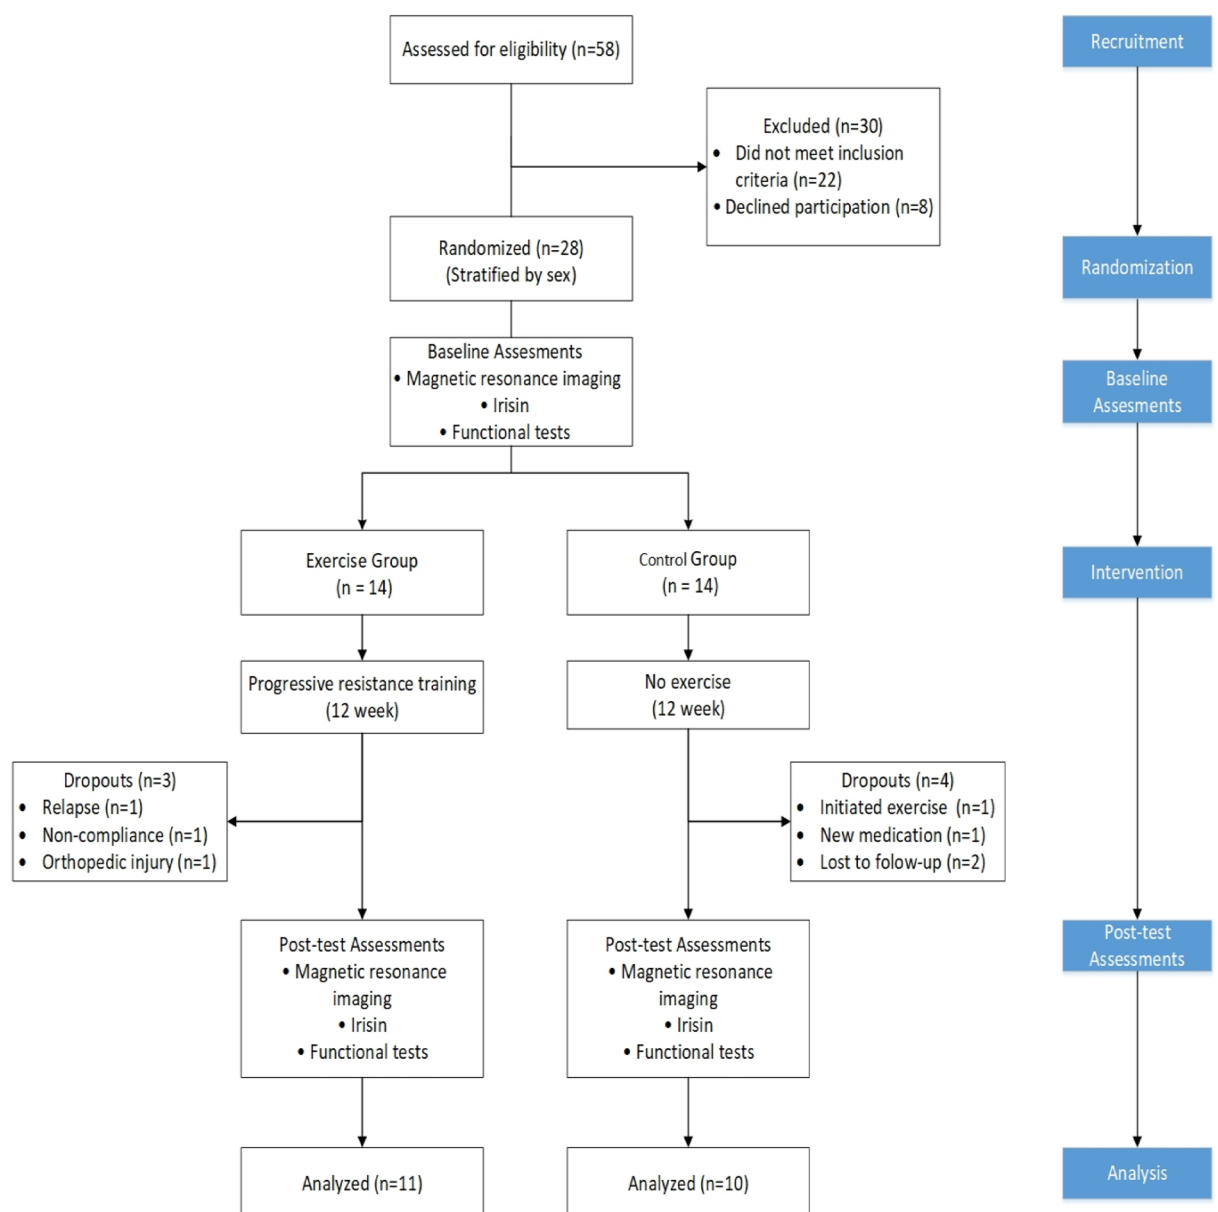 Assessed for eligibility (n=58)
Excluded (n=30)
• Did not meet inclusion
criteria (n=22)
• Declined participation (n=8)
Randomized (n=28)
(Stratified by sex)
Baseline Assesments
• Magnetic resonance imaging
• Irisin
• Functional tests
Exercise Group
(n = 14)
Control Group
(n = 14)
Progressive resistance training
(12 week)
No exercise
(12 week)
Dropouts (n=3)
• Relapse (n=1)
• Non-compliance (n=1)
• Orthopedic injury (n=1)
Dropouts (n=4)
• Initiated exercise (n=1)
• New medication (n=1)
• Lost to folow-up (n=2)
Post-test Assessments
• Magnetic resonance
imaging
• Irisin
• Functional tests
Post-test Assessments
• Magnetic resonance
imaging
• Irisin
• Functional tests
Analyzed (n=11)
Analyzed (n=10)
Recruitment
Randomization
Baseline
Assesments
Intervention
Post-test
Assessments
Analysis